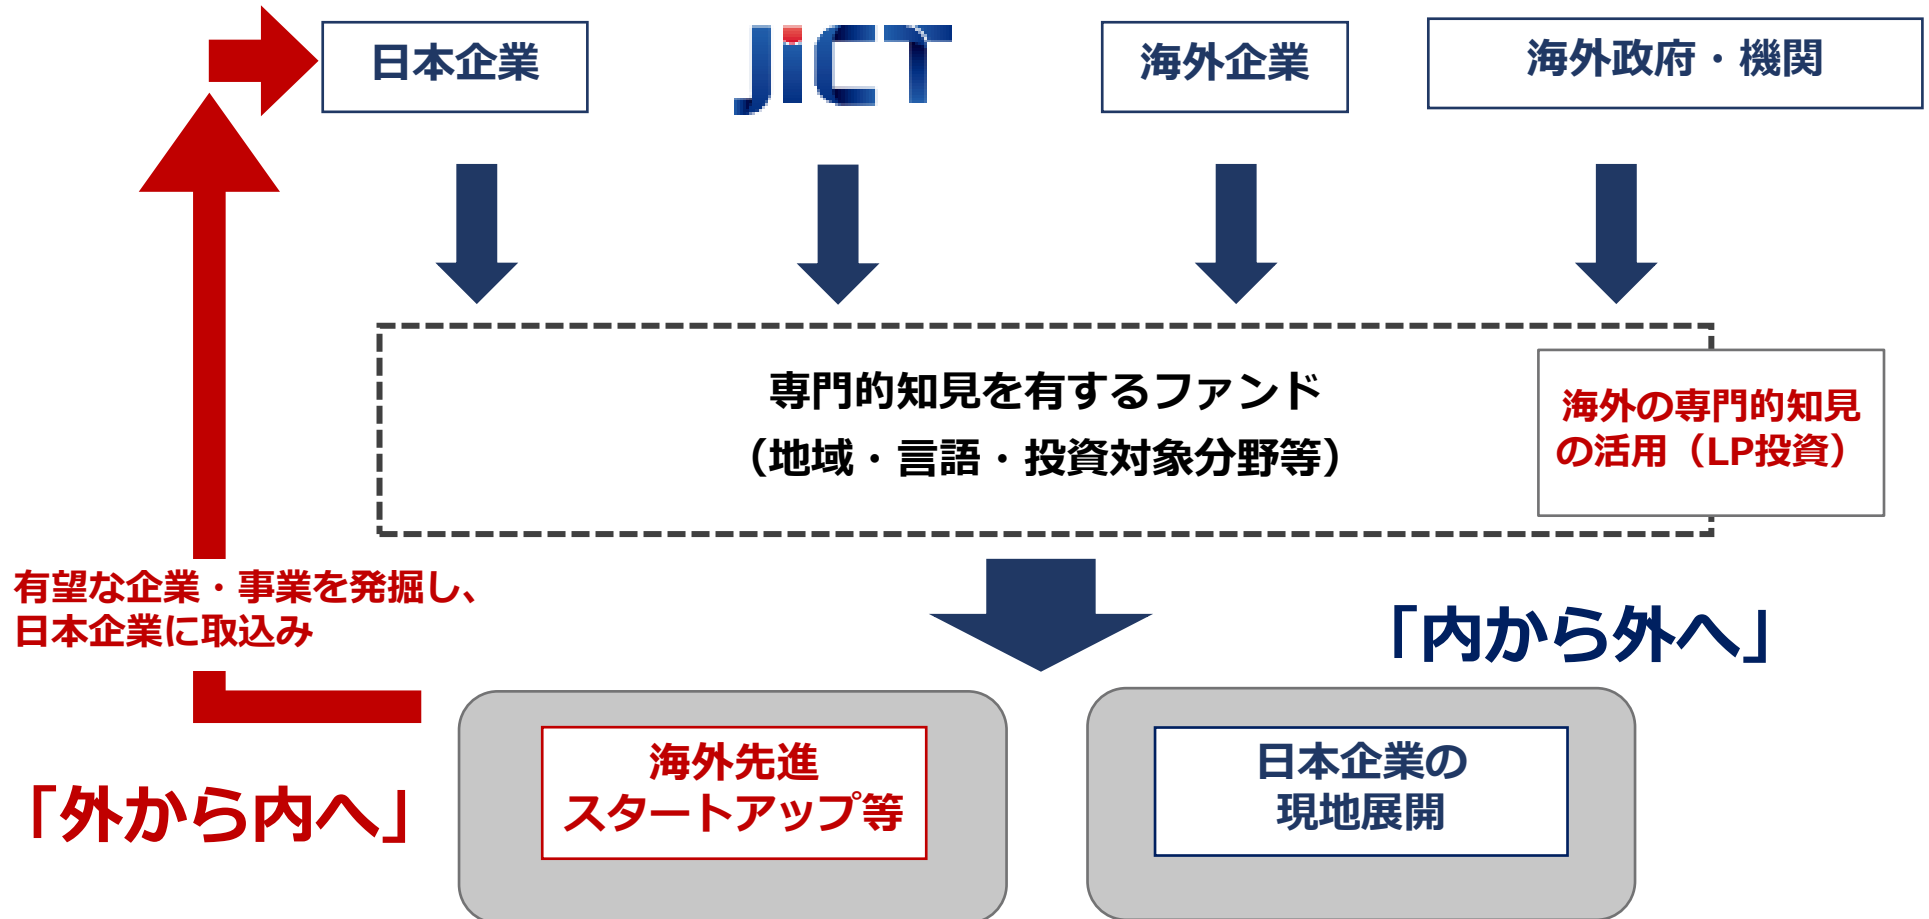 日本企業
JICT
海外企業
海外政府・機関
専門的知見を有するファンド
（地域・言語・投資対象分野等）
海外の専門的知見
の活用（LP投資）
有望な企業・事業を発掘し、
日本企業に取込み
「内から外へ」
「外から内へ」
海外先進
スタートアップ等
日本企業の
現地展開